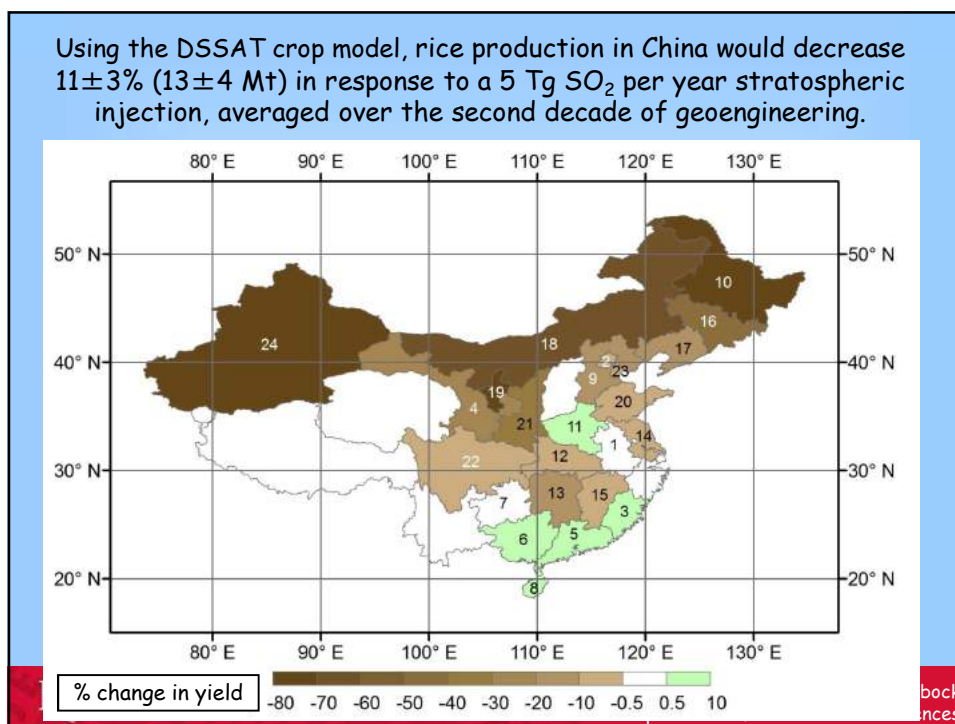 Using the DSSAT crop model, rice production in China would decrease
11±3% (13±4 Mt) in response to a 5 Tg SO₂ per year stratospheric
injection, averaged over the second decade of geoengineering.
80° E 90° E 100° E 110° E 120° E 130° E
50° N 50° N
10
16
24 18 17
40° N 2 40° N
23
9
19
20
4
21 11
14
1
12
22
30° N 30° N
13 15
7
3
6 5
20° N 8 20° N
80° E 90° E 100° E 110° E 120° E 130° E
% change in yield
-80 -70 -60 -50 -40 -30 -20 -10 -0.5 0.5 10
bock
ences